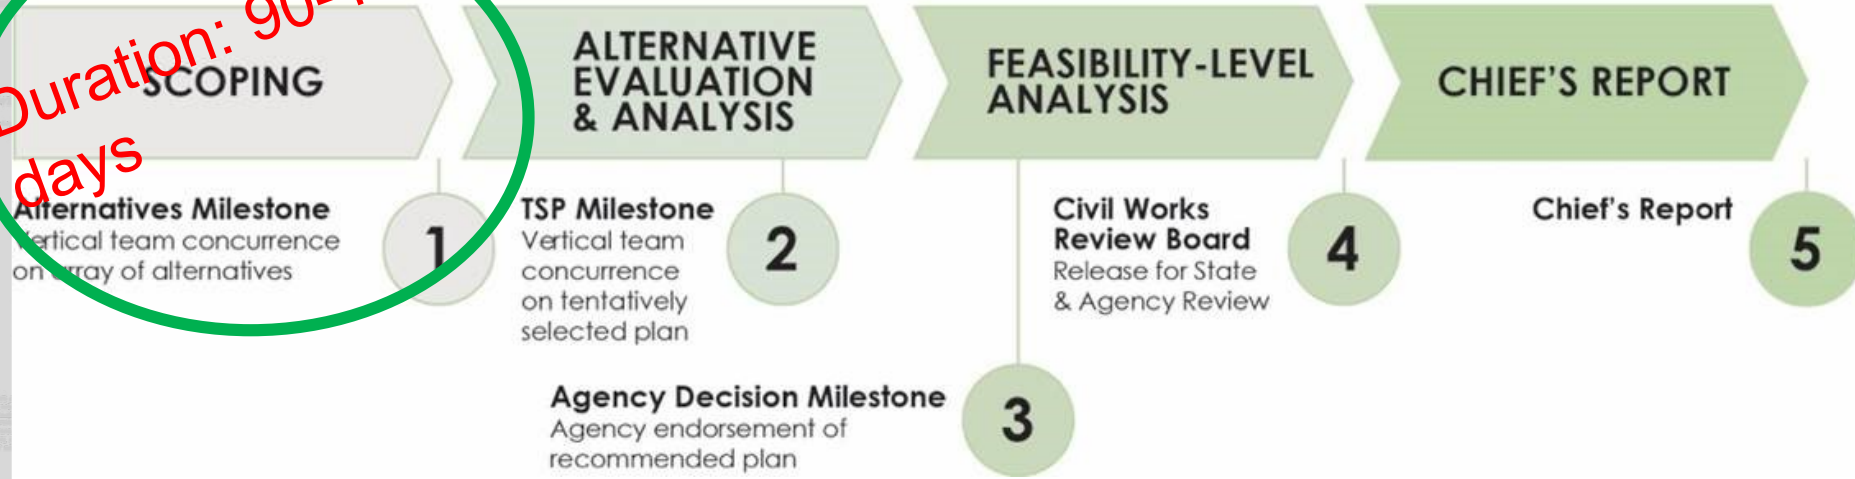 Duration: 90-
days
SCOPING
ALTERNATIVE
EVALUATION
& ANALYSIS
FEASIBILITY-LEVEL
ANALYSIS
CHIEF'S REPORT
Alternatives Milestone
Vertical team concurrence
on array of alternatives
1
TSP Milestone
Vertical team
concurrence
on tentatively
selected plan
2
Agency Decision Milestone
Agency endorsement of
recommended plan
3
Civil Works
Review Board
Release for State
& Agency Review
4
Chief's Report
5